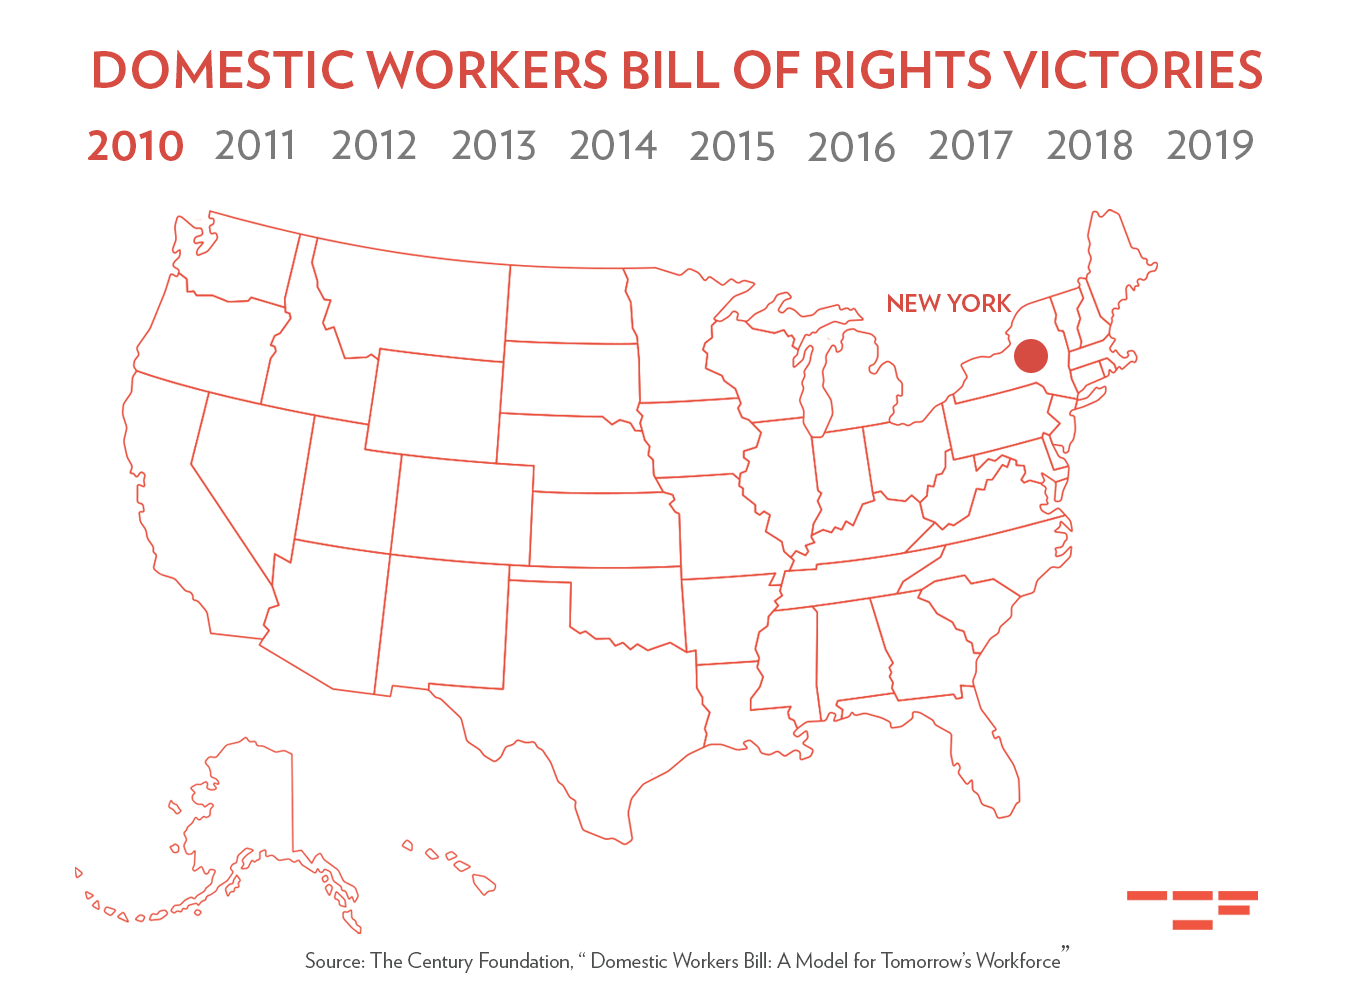 DOMESTIC WORKERS BILL OF RIGHTS VICTORIES
2010 2011 2012 2013 2014 2015 2016 2017 2018 2019
NEW YORK
Source: The Century Foundation, “ Domestic Workers Bill: A Model for Tomorrow’s Workforce”